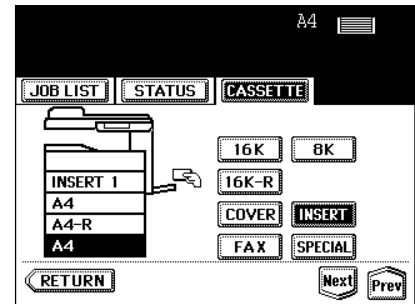 A4
JOB LIST STATUS CASSETTE
16K 8K
INSERT 1 16K-R
A4
COVER INSERT
A4-R
A4 FAX SPECIAL
RETURN Next Prev